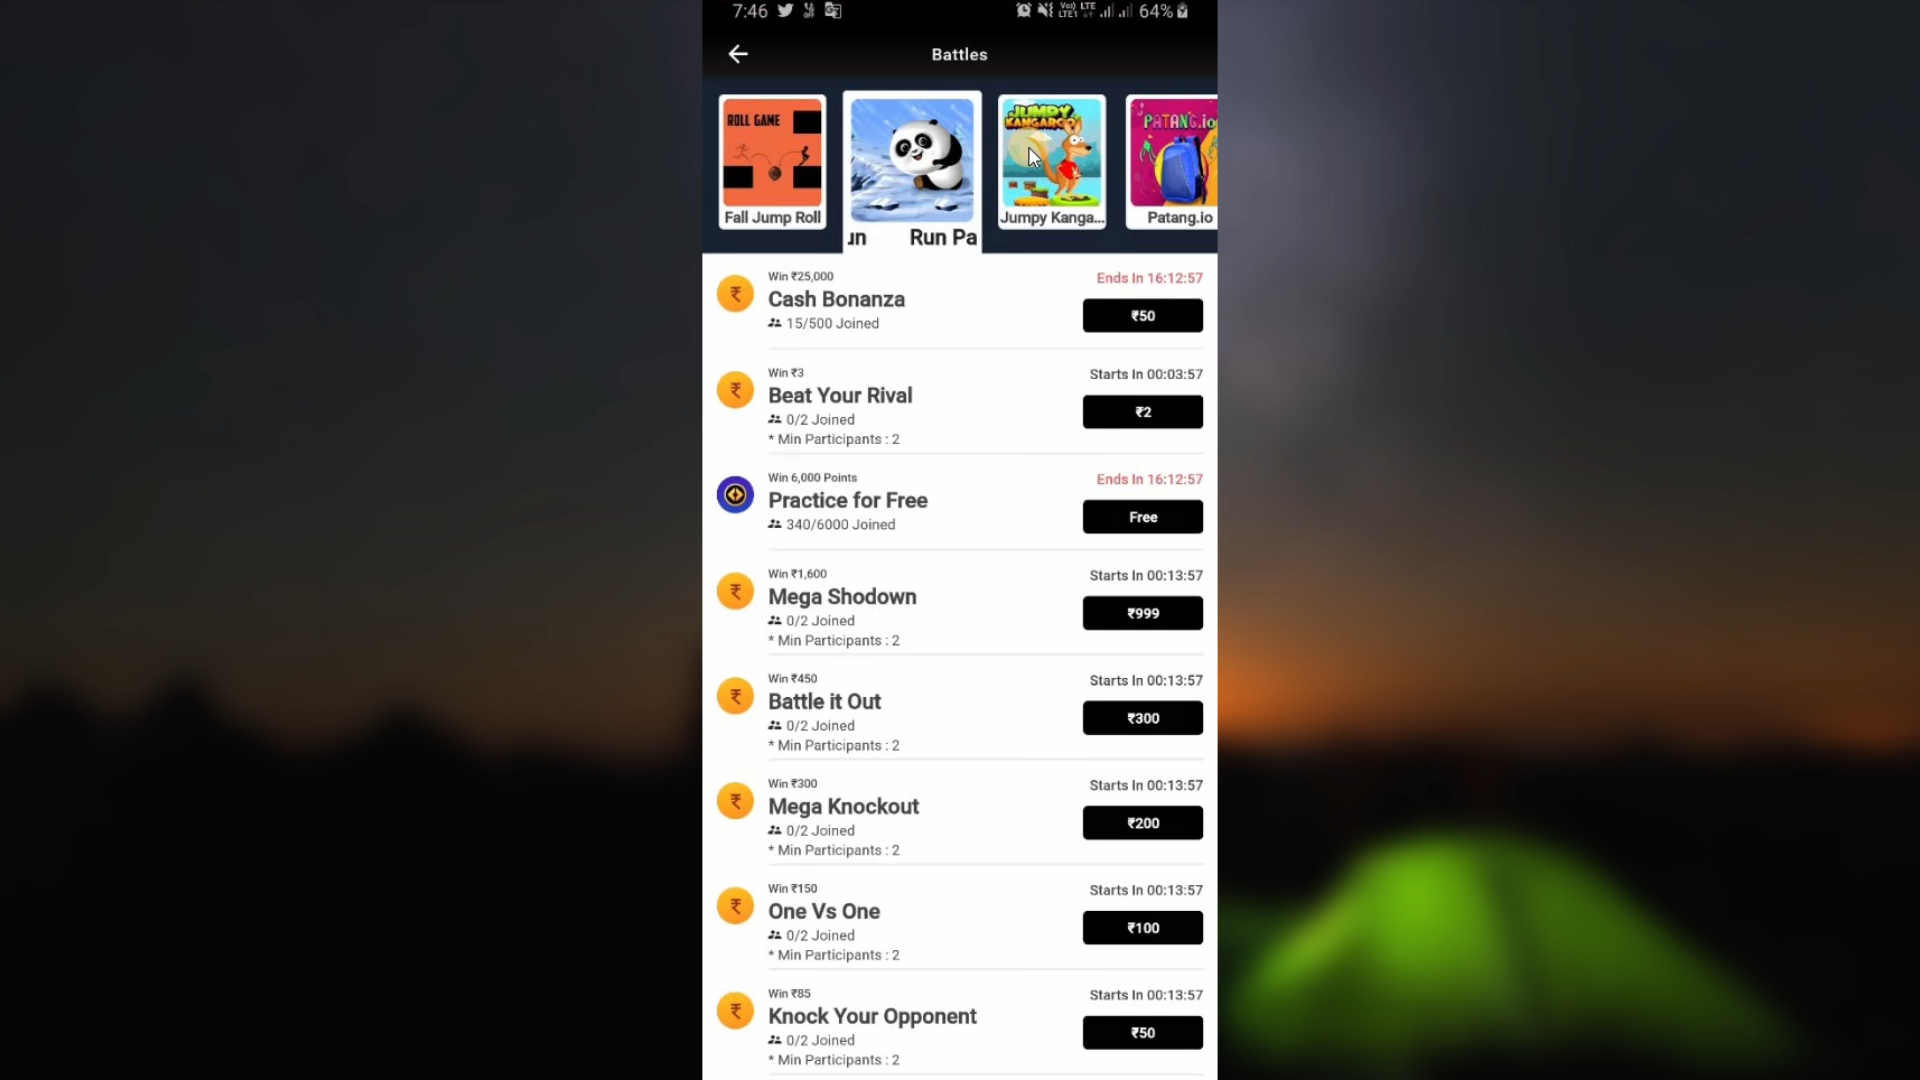 7:46 LTE1 LTE 64%
Battles
ROLL GAME
JUMPY
KANGAROO
PATANG.io
Fall Jump Roll
Jumpy Kanga...
Patang.io
un Run Pa
Win ₹25,000
Ends In 16:12:57
Cash Bonanza
₹50
15/500 Joined
Win ₹3
Starts In 00:03:57
Beat Your Rival
₹2
0/2 Joined
* Min Participants : 2
Win 6,000 Points
Ends In 16:12:57
Practice for Free
Free
340/6000 Joined
Win ₹1,600
Starts In 00:13:57
Mega Shodown
₹999
0/2 Joined
* Min Participants : 2
Win ₹450
Starts In 00:13:57
Battle it Out
₹300
0/2 Joined
* Min Participants : 2
Win ₹300
Starts In 00:13:57
Mega Knockout
₹200
0/2 Joined
* Min Participants : 2
Win ₹150
Starts In 00:13:57
One Vs One
₹100
0/2 Joined
* Min Participants : 2
Win ₹85
Starts In 00:13:57
Knock Your Opponent
₹50
0/2 Joined
* Min Participants : 2